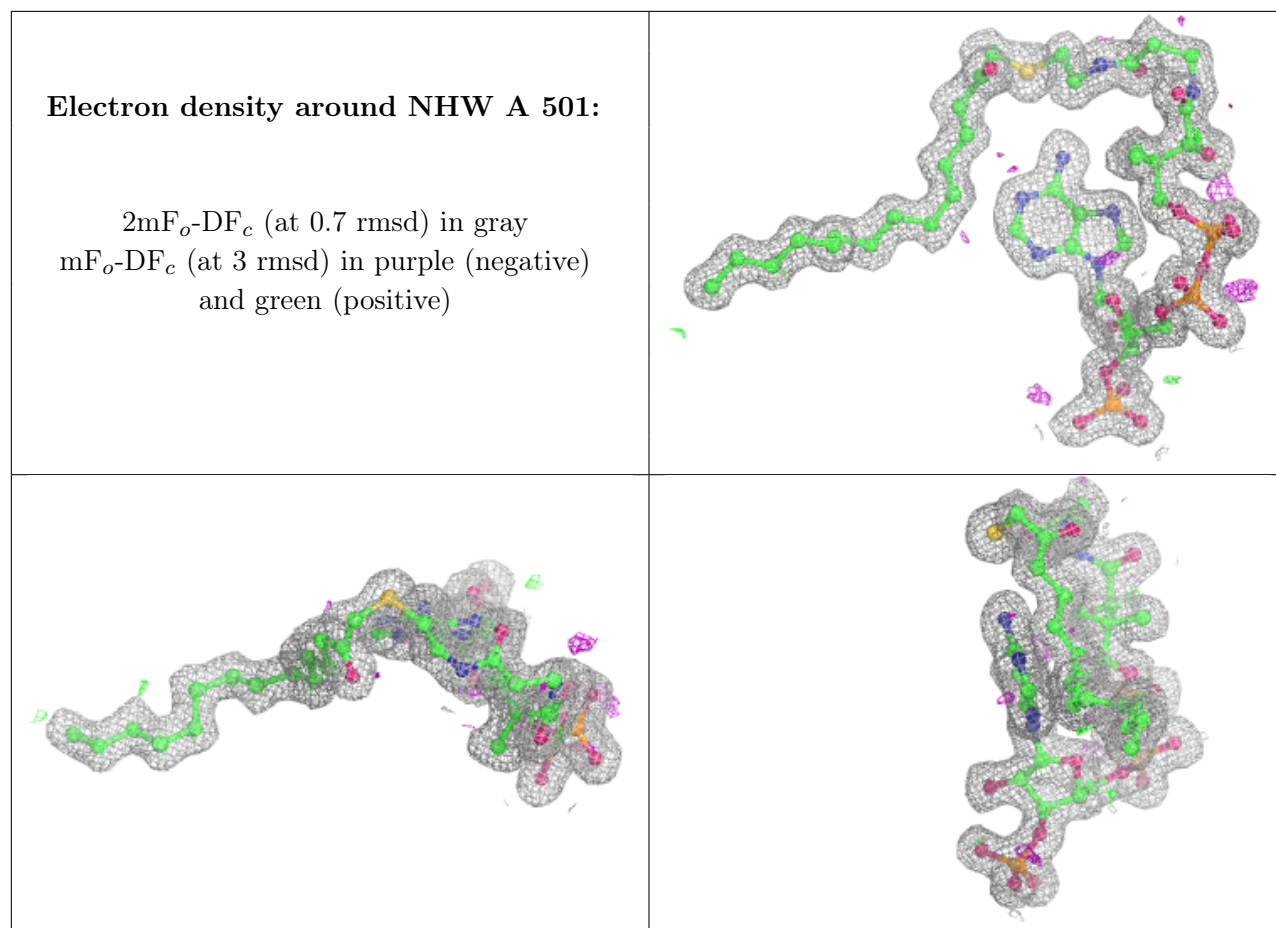 Electron density around NHW A 501:
2mFₒ-DF𝒸 (at 0.7 rmsd) in gray
mFₒ-DF𝒸 (at 3 rmsd) in purple (negative)
and green (positive)